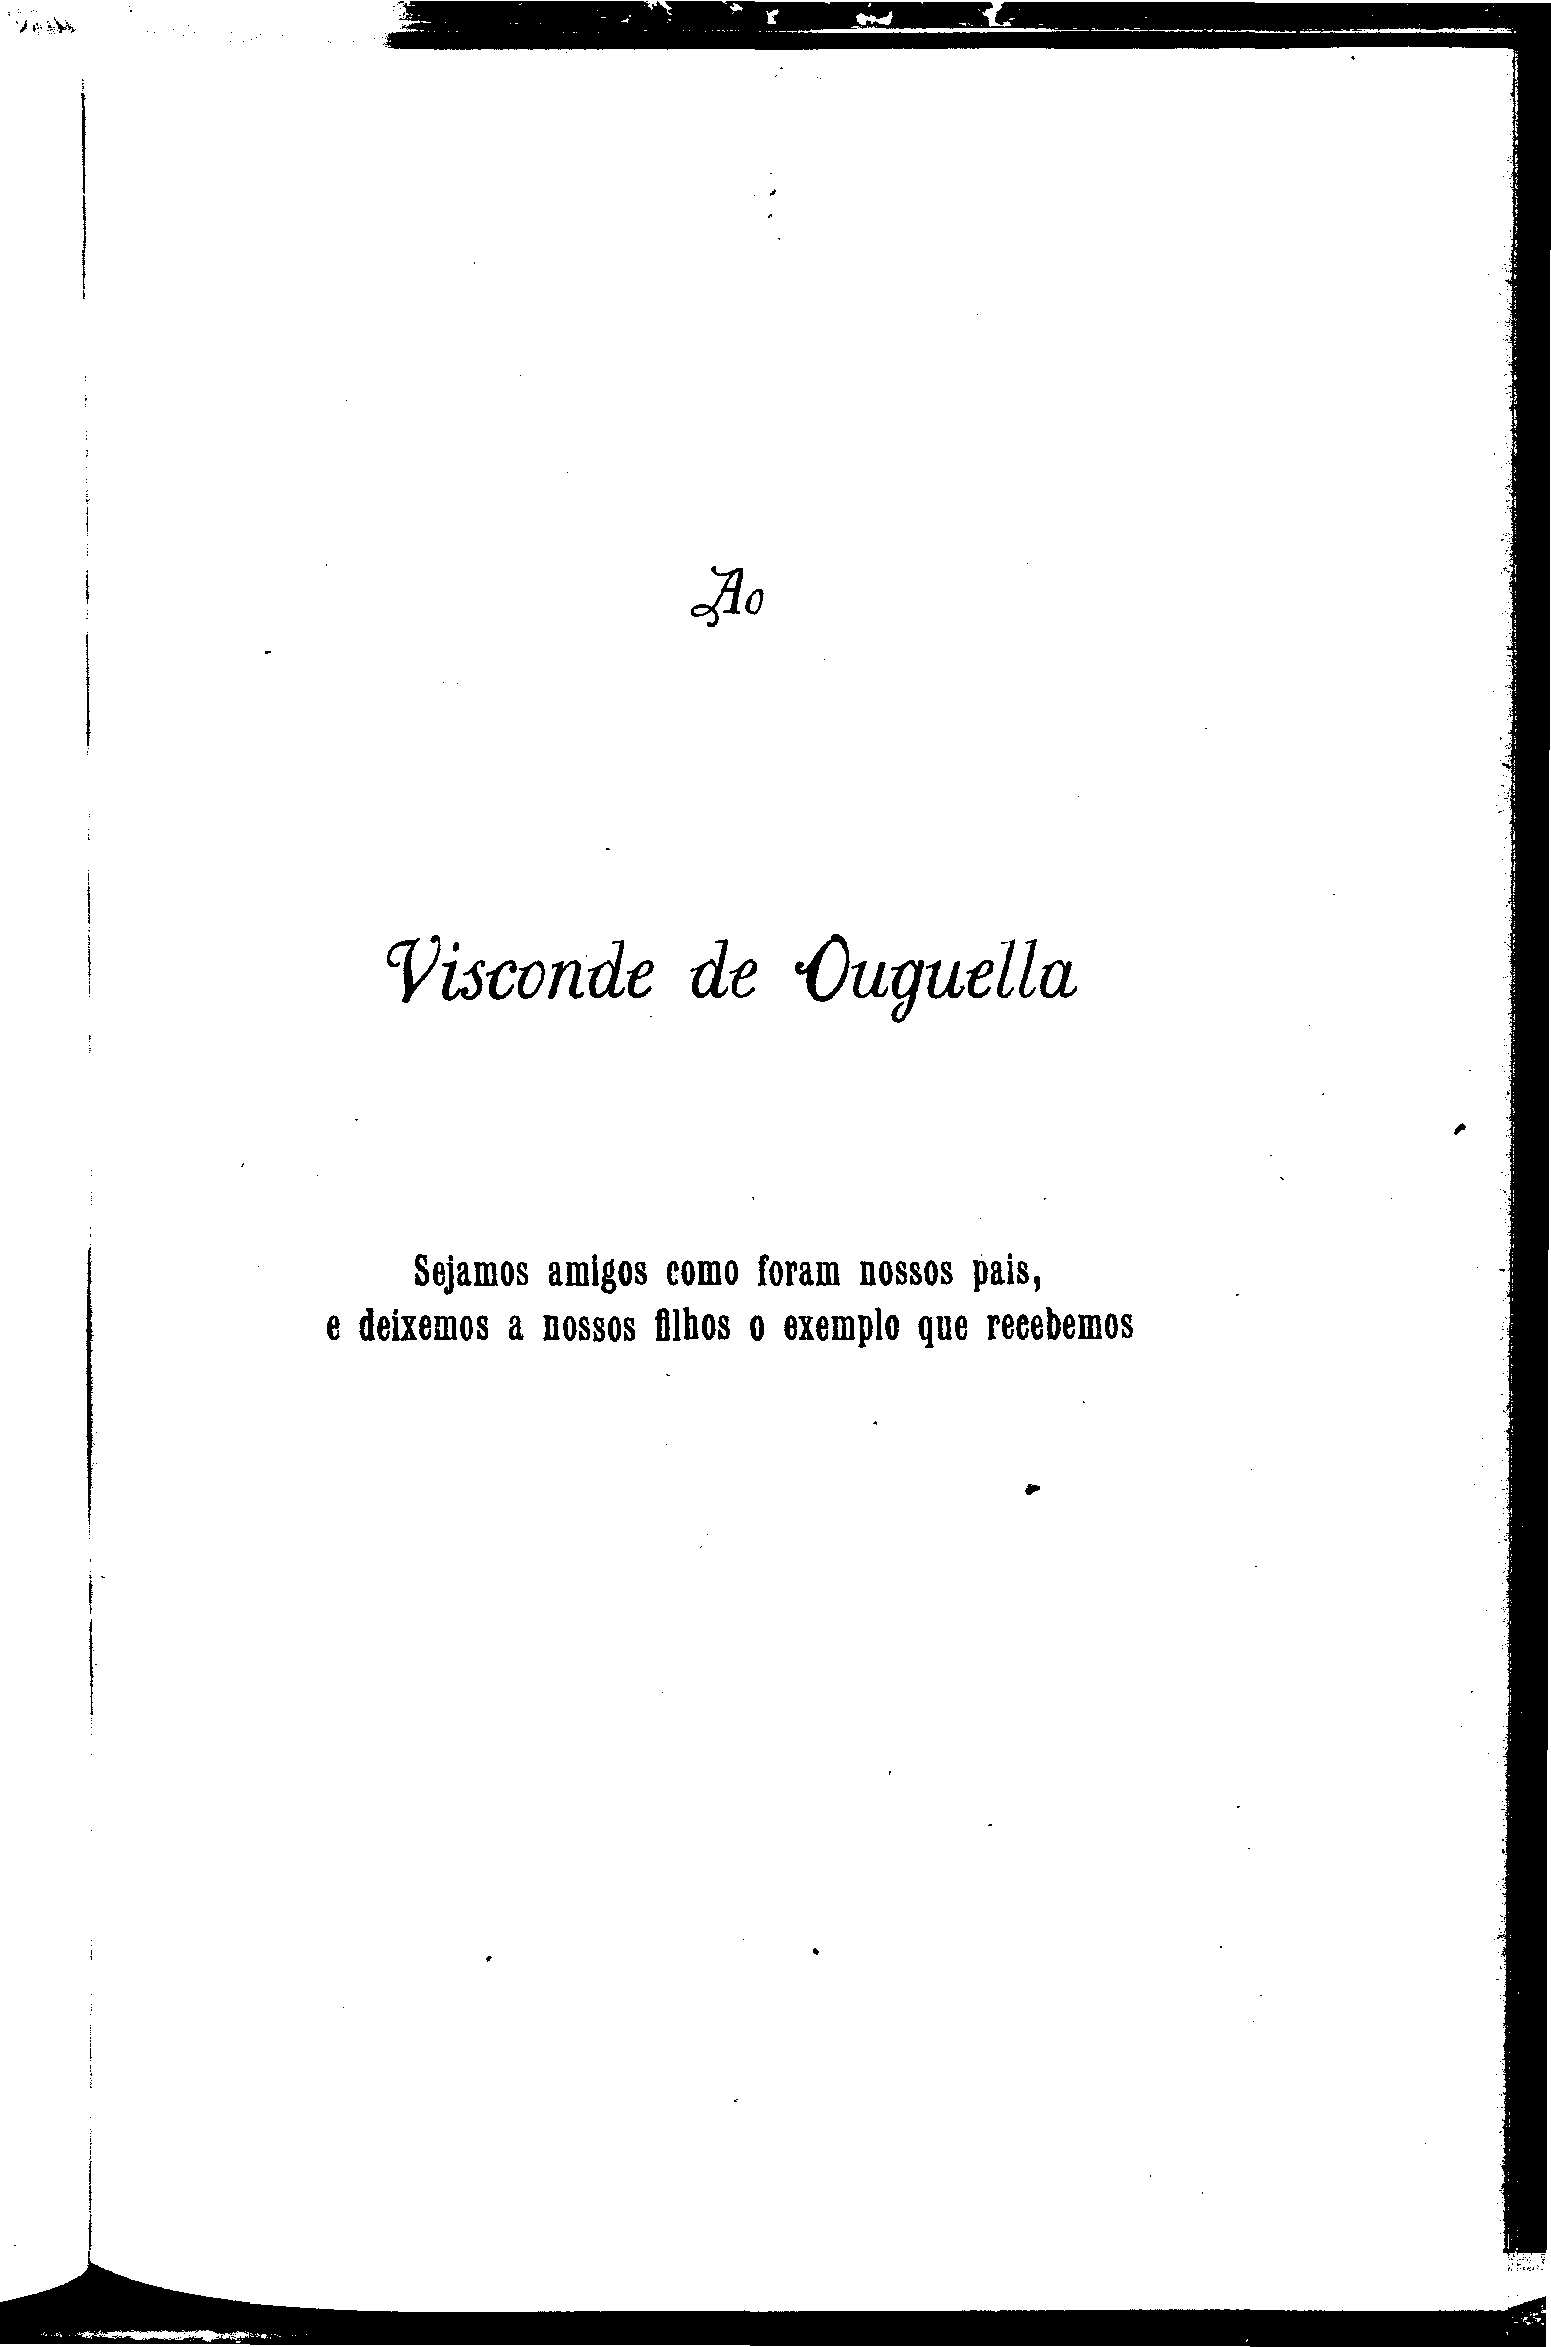 Ao
Visconde de Ouguella
Sejamos amigos como foram nossos pais,
e deixemos a nossos filhos o exemplo que recebemos